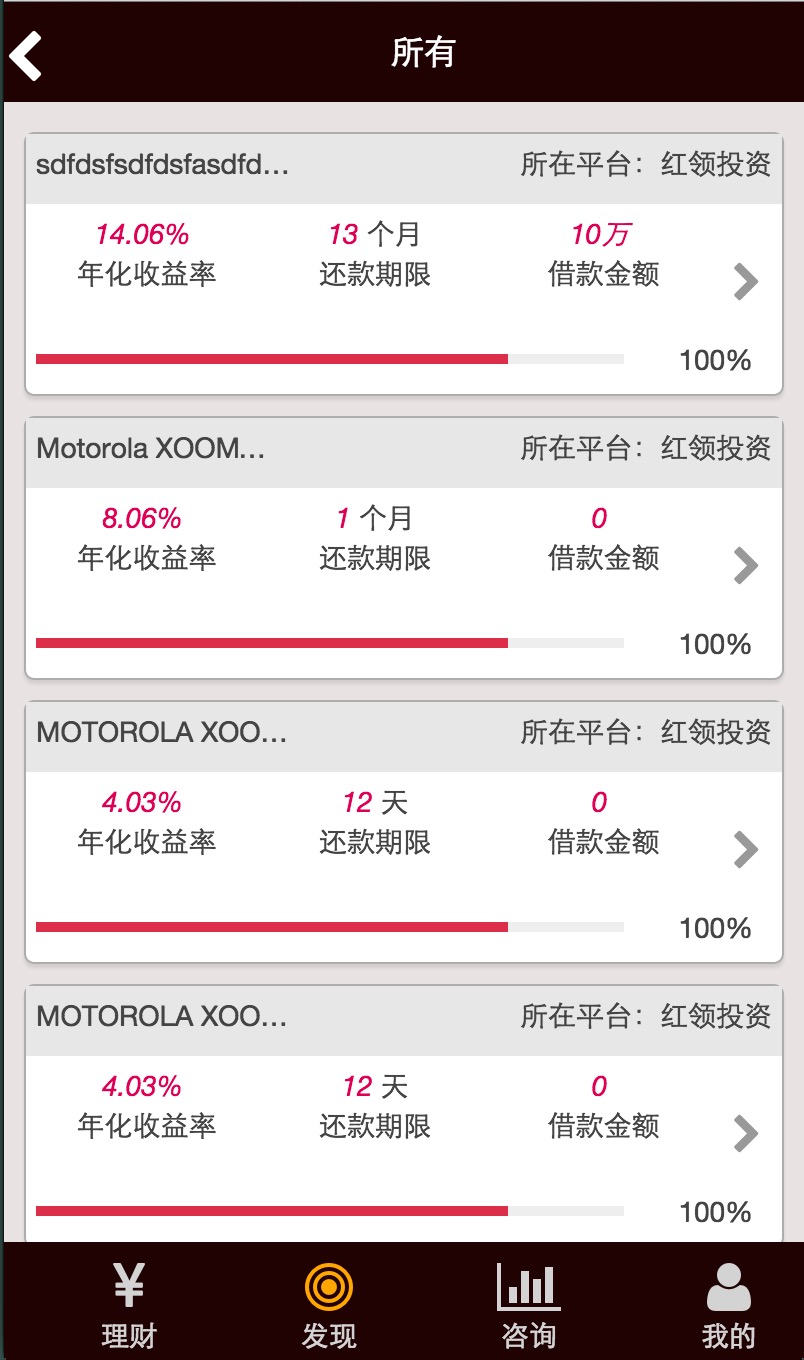 所有
sdfdsfsdfdsfasdfd... 所在平台：红领投资
14.06% 13 个月 10万
年化收益率 还款期限 借款金额
100%
Motorola XOOM... 所在平台：红领投资
8.06% 1 个月 0
年化收益率 还款期限 借款金额
100%
MOTOROLA XOO... 所在平台：红领投资
4.03% 12 天 0
年化收益率 还款期限 借款金额
100%
MOTOROLA XOO... 所在平台：红领投资
4.03% 12 天 0
年化收益率 还款期限 借款金额
100%
理财 发现 咨询 我的